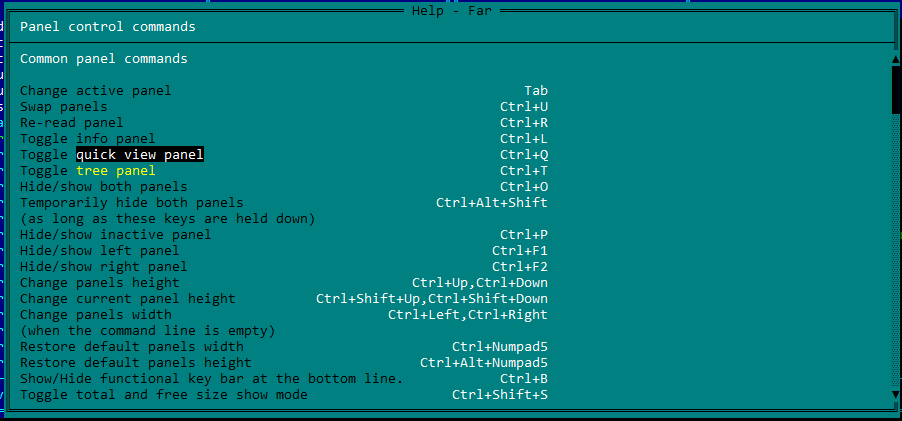 Help - Far
Panel control commands
Common panel commands
Change active panel Tab
Swap panels Ctrl+U
Re-read panel Ctrl+R
Toggle info panel Ctrl+L
Toggle quick view panel Ctrl+Q
Toggle tree panel Ctrl+T
Hide/show both panels Ctrl+O
Temporarily hide both panels Ctrl+Alt+Shift
(as long as these keys are held down)
Hide/show inactive panel Ctrl+P
Hide/show left panel Ctrl+F1
Hide/show right panel Ctrl+F2
Change panels height Ctrl+Up,Ctrl+Down
Change current panel height Ctrl+Shift+Up,Ctrl+Shift+Down
Change panels width Ctrl+Left,Ctrl+Right
(when the command line is empty)
Restore default panels width Ctrl+Numpad5
Restore default panels height Ctrl+Alt+Numpad5
Show/Hide functional key bar at the bottom line. Ctrl+B
Toggle total and free size show mode Ctrl+Shift+S